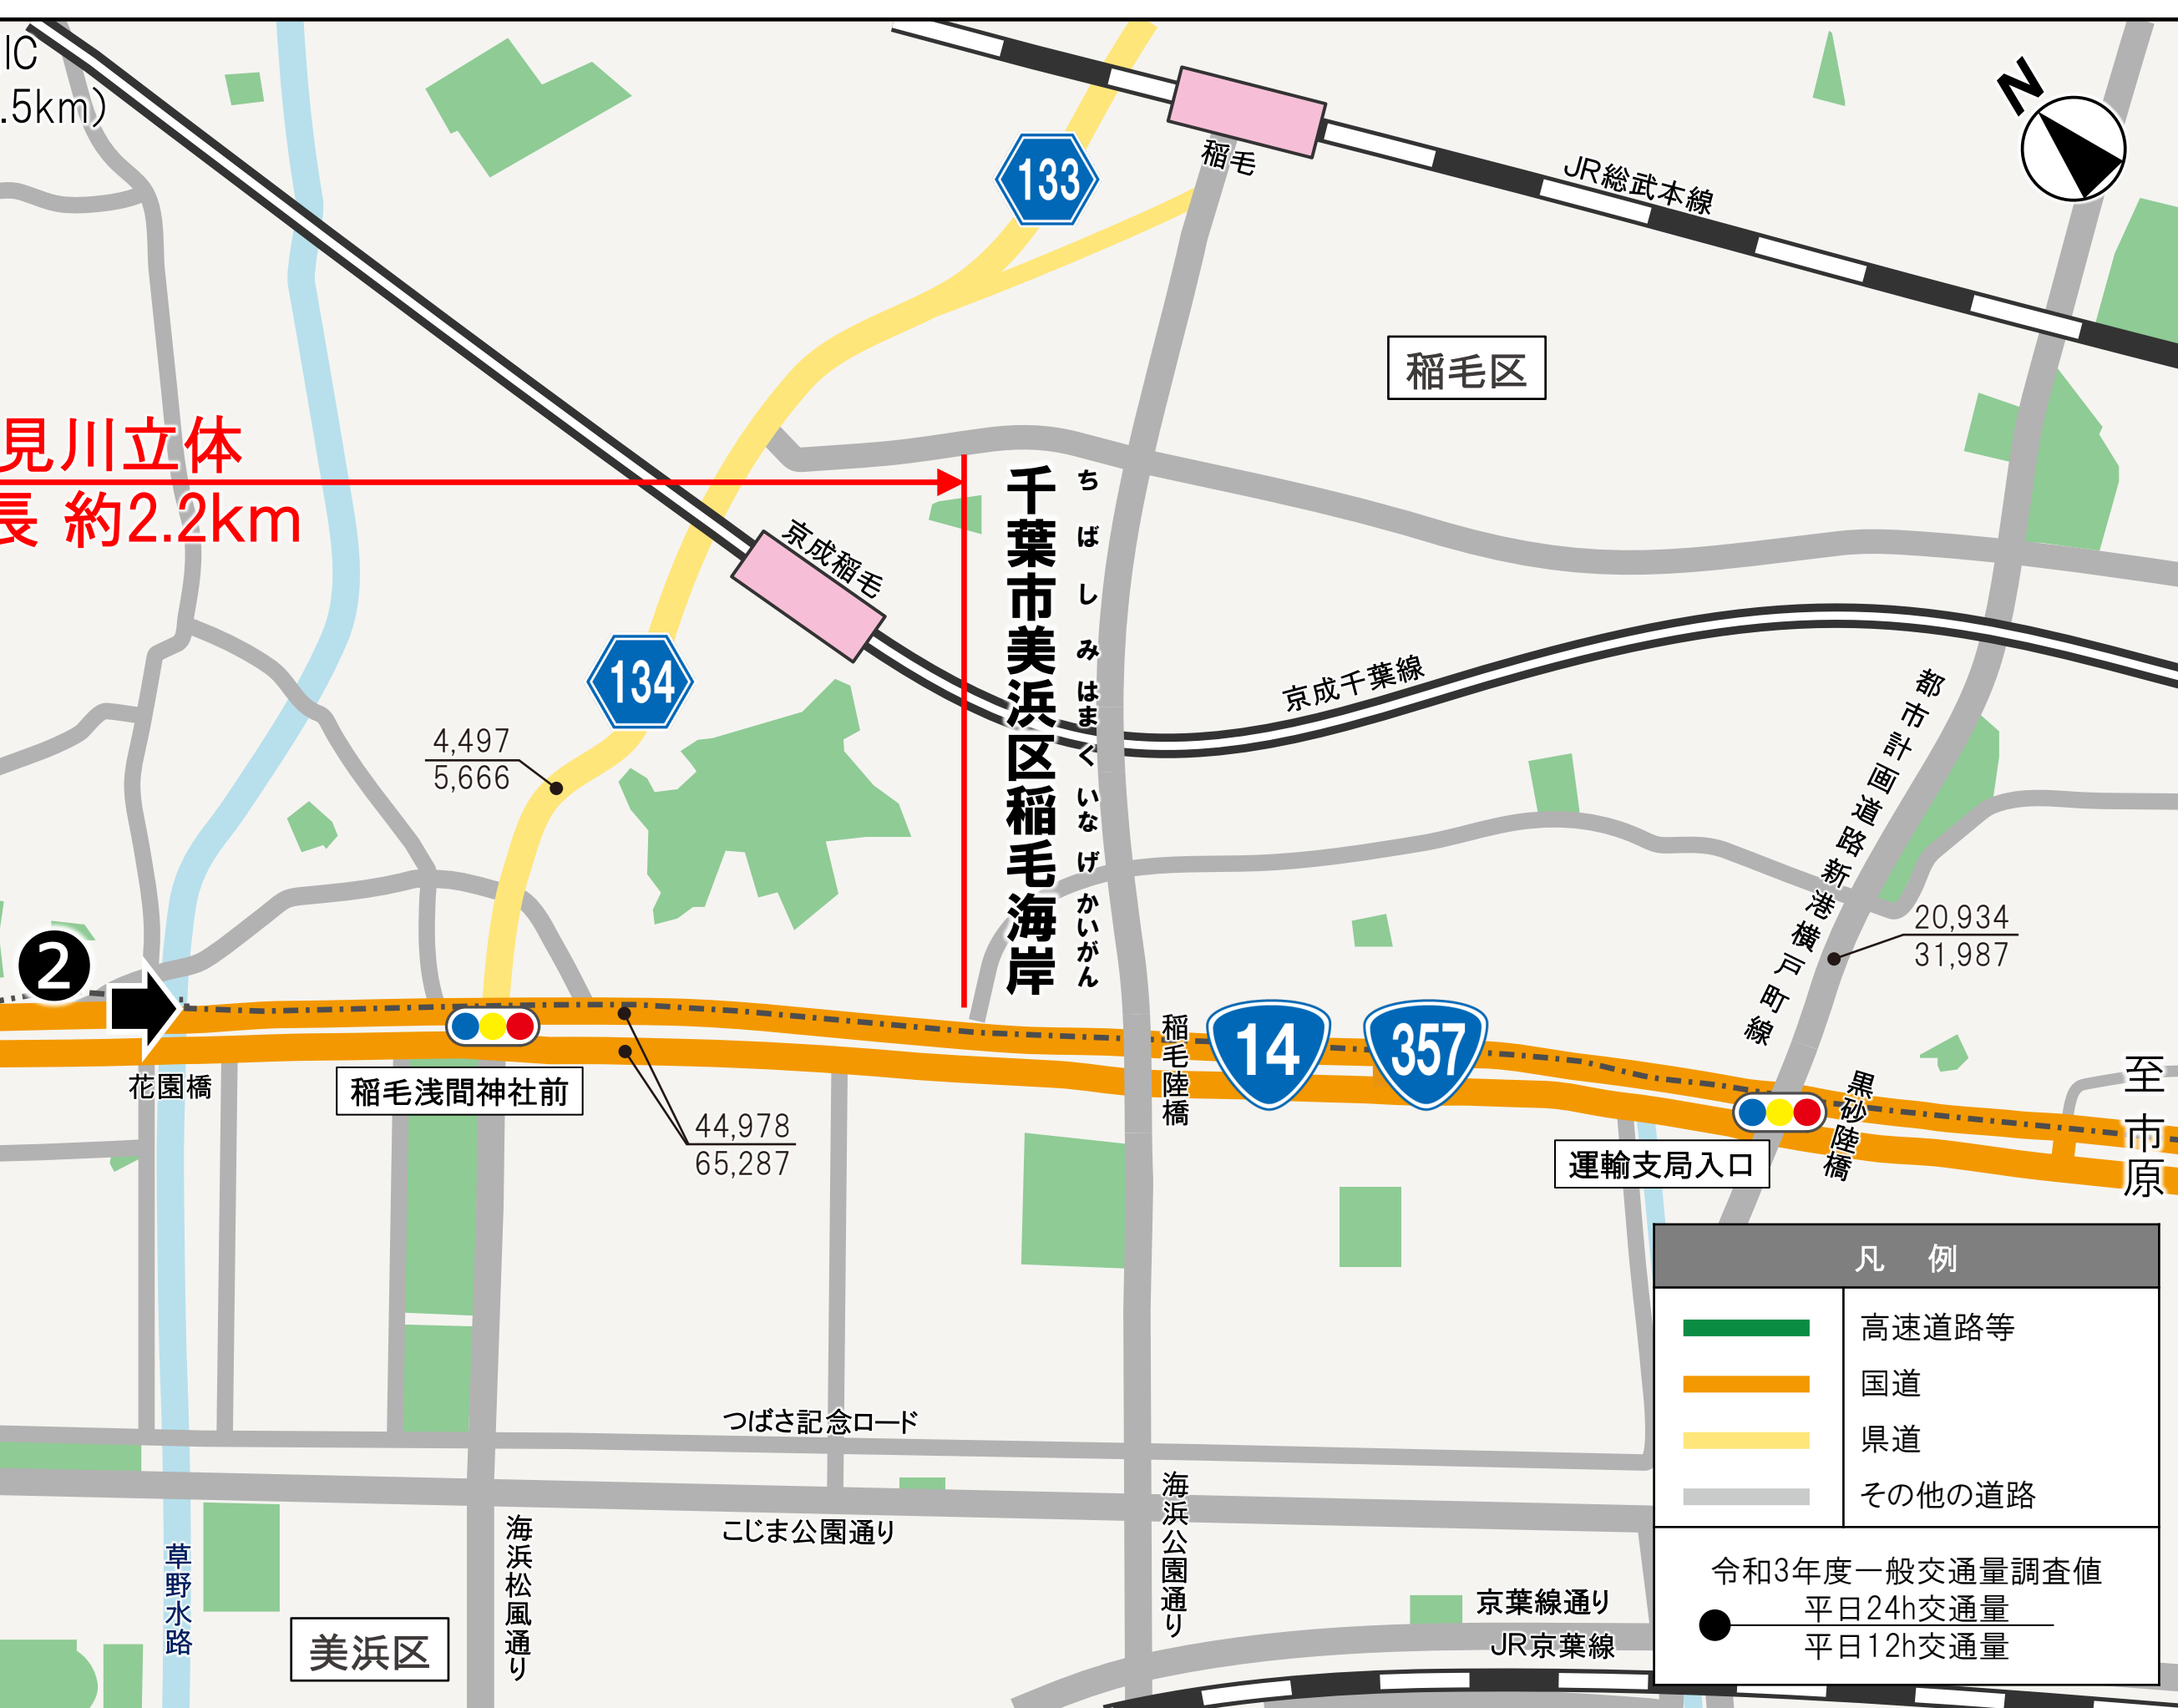 IC
.5km)
N
133
稲毛
JR総武本線
稲毛区
見川立体
長 約2.2km
千葉市美浜区稲毛海岸
ちばしみはまくいなげかいがん
京成稲毛
134
京成千葉線
都市計画道路新港横戸町線
4,497
5,666
20,934
31,987
2
花園橋
稲毛浅間神社前
44,978
65,287
稲毛陸橋
14
357
運輸支局入口
黒砂陸橋
至 市原
つばさ記念ロード
こじま公園通り
草野水路
海浜松風通り
海浜公園通り
美浜区
京葉線通り
JR京葉線
凡 例
高速道路等
国道
県道
その他の道路
令和3年度一般交通量調査値
平日24h交通量
平日12h交通量